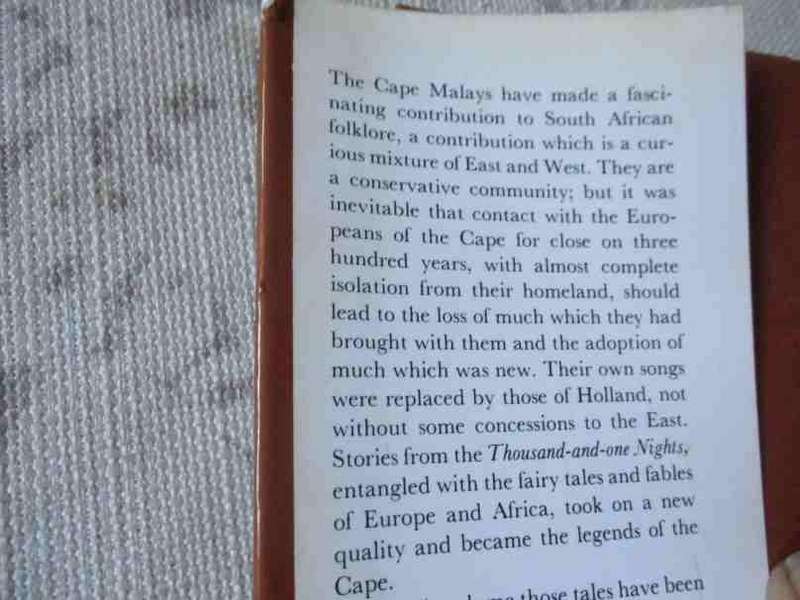 The Cape Malays have made a fasci-
nating contribution to South African
folklore, a contribution which is a cur-
ious mixture of East and West. They are
a conservative community; but it was
inevitable that contact with the Euro-
peans of the Cape for close on three
hundred years, with almost complete
isolation from their homeland, should
lead to the loss of much which they had
brought with them and the adoption of
much which was new. Their own songs
were replaced by those of Holland, not
without some concessions to the East.
Stories from the Thousand-and-one Nights,
entangled with the fairy tales and fables
of Europe and Africa, took on a new
quality and became the legends of the
Cape.
those tales have been